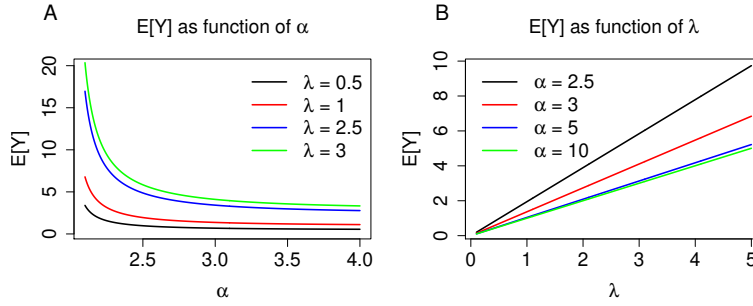 A
E[Y] as function of α
E[Y]
20
15
10
5
0
λ = 0.5
λ = 1
λ = 2.5
λ = 3
2.5
3.0
3.5
4.0
α
B
E[Y] as function of λ
E[Y]
10
8
6
4
2
0
α = 2.5
α = 3
α = 5
α = 10
0
1
2
3
4
5
λ